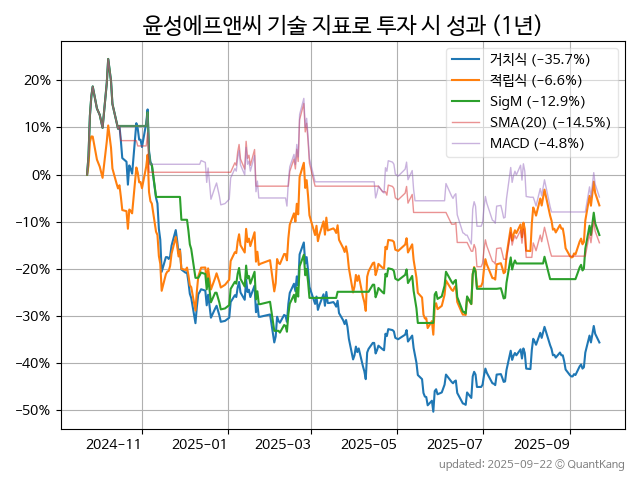 윤성에프앤씨 기술 지표로 투자 시 성과 (1년)
거치식 (−35.7%)
적립식 (−6.6%)
SigM (−12.9%)
SMA(20) (−14.5%)
MACD (−4.8%)
20%
10%
0%
−10%
−20%
−30%
−40%
−50%
2024-11 2025-01 2025-03 2025-05 2025-07 2025-09
updated: 2025-09-22 © QuantKang